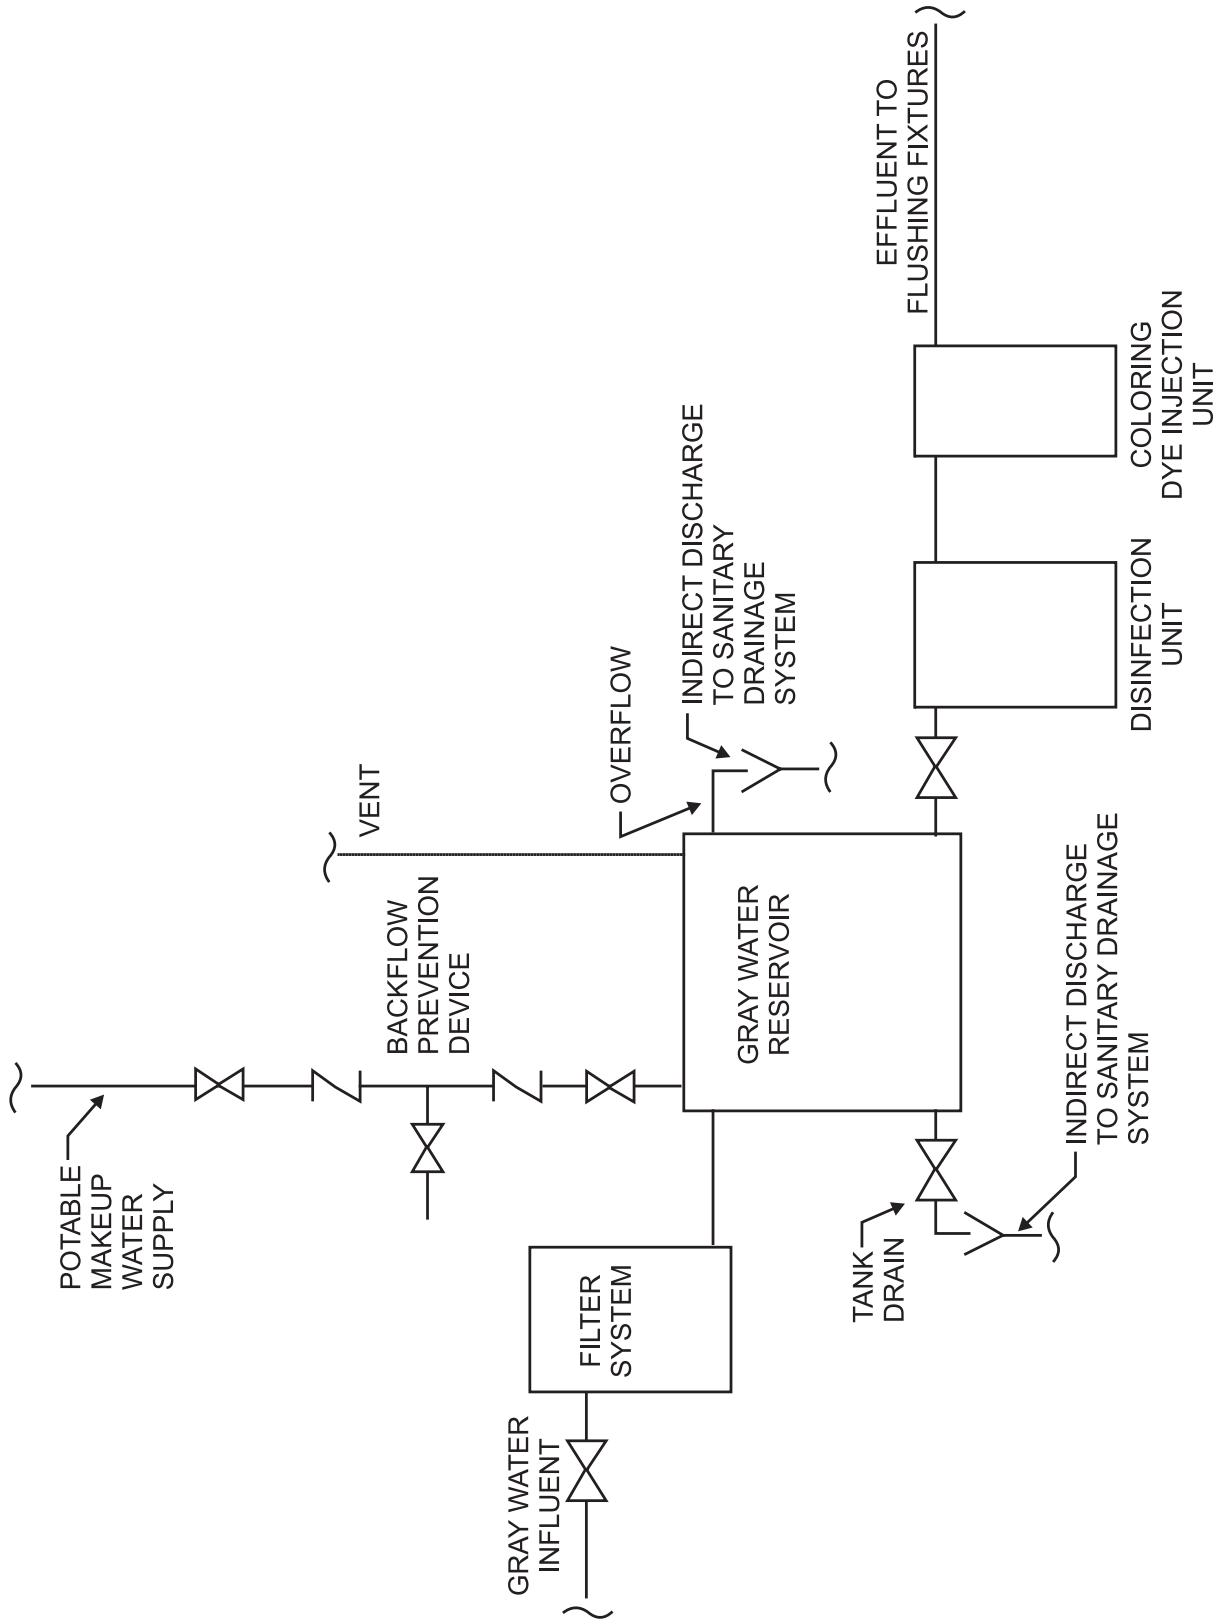 POTABLE
MAKEUP
WATER
SUPPLY
BACKFLOW
PREVENTION
DEVICE
VENT
GRAY WATER
INFLUENT
FILTER
SYSTEM
GRAY WATER
RESERVOIR
OVERFLOW
INDIRECT DISCHARGE
TO SANITARY
DRAINAGE
SYSTEM
TANK
DRAIN
INDIRECT DISCHARGE
TO SANITARY DRAINAGE
SYSTEM
DISINFECTION
UNIT
COLORING
DYE INJECTION
UNIT
EFFLUENT TO
FLUSHING FIXTURES